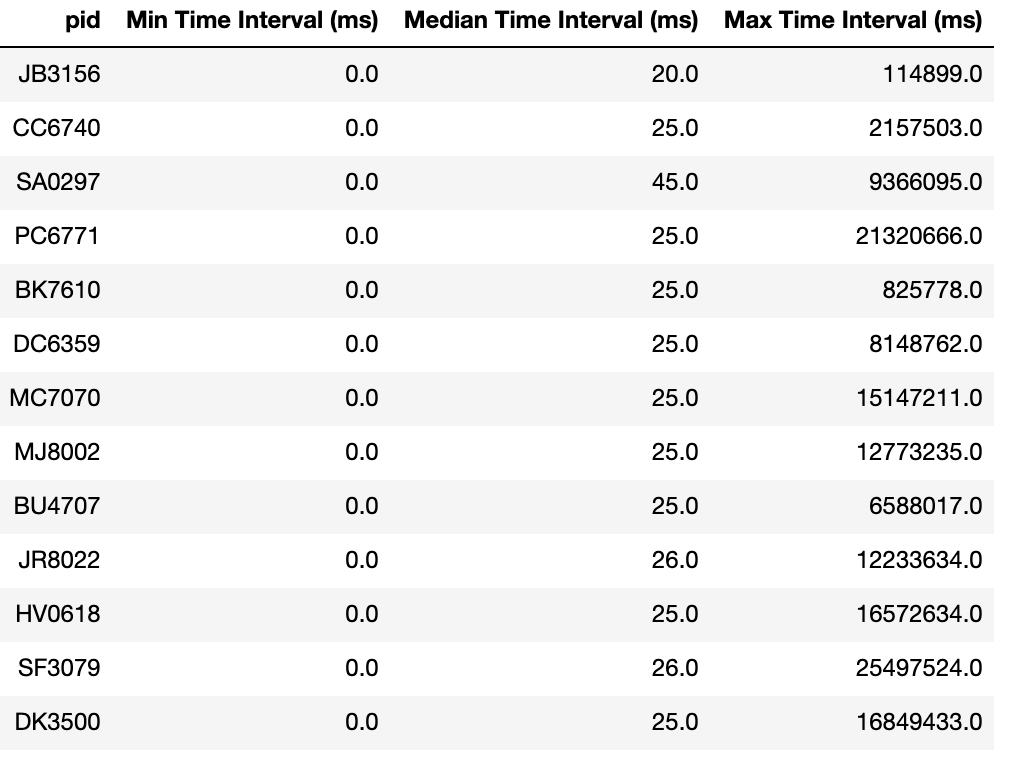 pid Min Time Interval (ms) Median Time Interval (ms) Max Time Interval (ms)
JB3156 0.0 20.0 114899.0
CC6740 0.0 25.0 2157503.0
SA0297 0.0 45.0 9366095.0
PC6771 0.0 25.0 21320666.0
BK7610 0.0 25.0 825778.0
DC6359 0.0 25.0 8148762.0
MC7070 0.0 25.0 15147211.0
MJ8002 0.0 25.0 12773235.0
BU4707 0.0 25.0 6588017.0
JR8022 0.0 26.0 12233634.0
HV0618 0.0 25.0 16572634.0
SF3079 0.0 26.0 25497524.0
DK3500 0.0 25.0 16849433.0